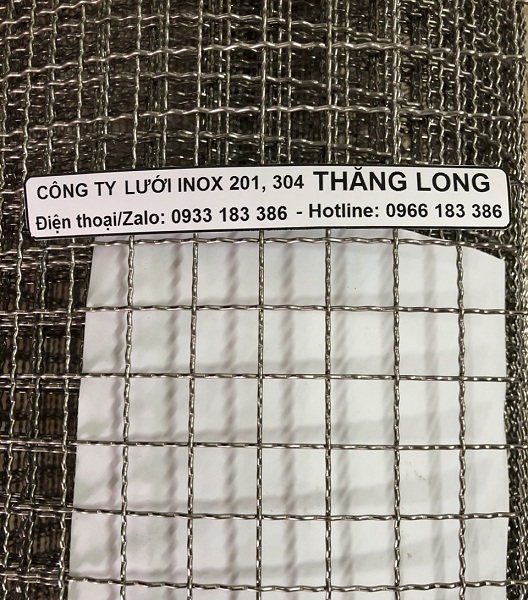 CÔNG TY LƯỚI INOX 201, 304 THĂNG LONG
Điện thoại/Zalo: 0933 183 386 - Hotline: 0966 183 386